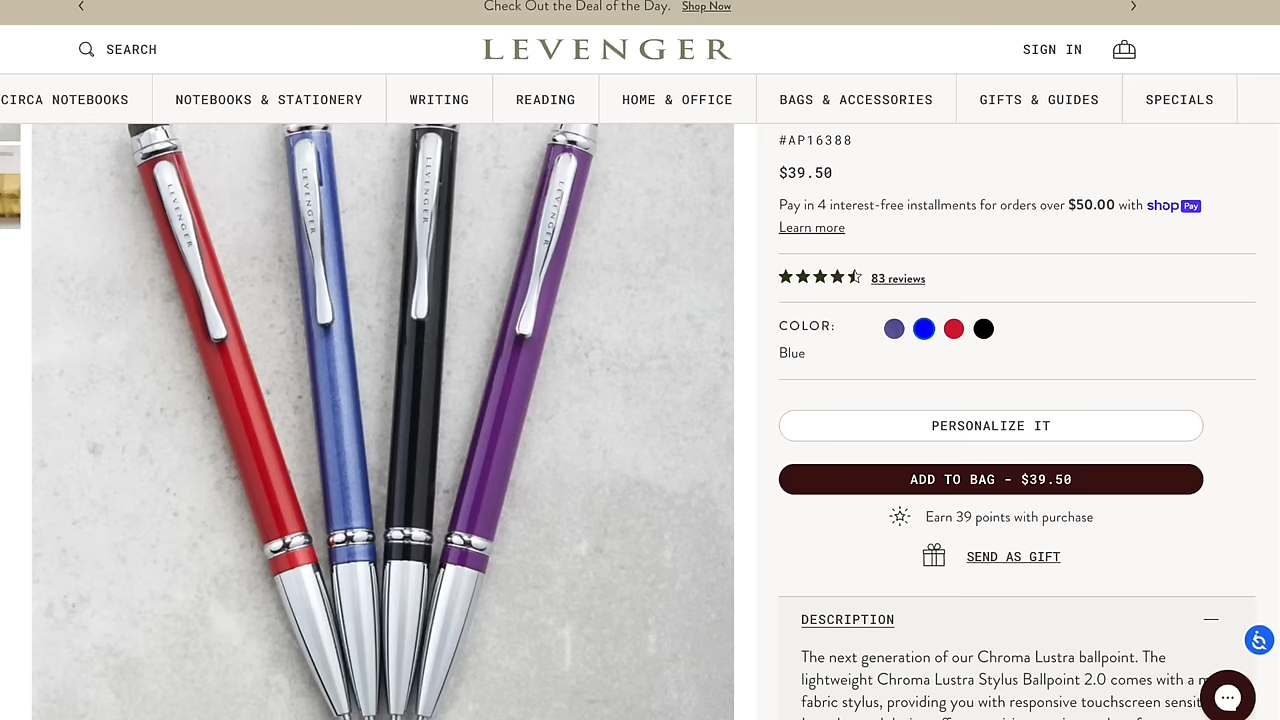 Check Out the Deal of the Day. Shop Now
SEARCH
LEVENGER
SIGN IN
CIRCA NOTEBOOKS
NOTEBOOKS & STATIONERY
WRITING
READING
HOME & OFFICE
BAGS & ACCESSORIES
GIFTS & GUIDES
SPECIALS
LEVENGER
LEVENGER
LEVENGER
LEVENGER
#AP16388
$39.50
Pay in 4 interest-free installments for orders over $50.00 with shop Pay
Learn more
83 reviews
COLOR:
Blue
PERSONALIZE IT
ADD TO BAG - $39.50
Earn 39 points with purchase
SEND AS GIFT
DESCRIPTION
The next generation of our Chroma Lustra ballpoint. The
lightweight Chroma Lustra Stylus Ballpoint 2.0 comes with a
fabric stylus, providing you with responsive touchscreen